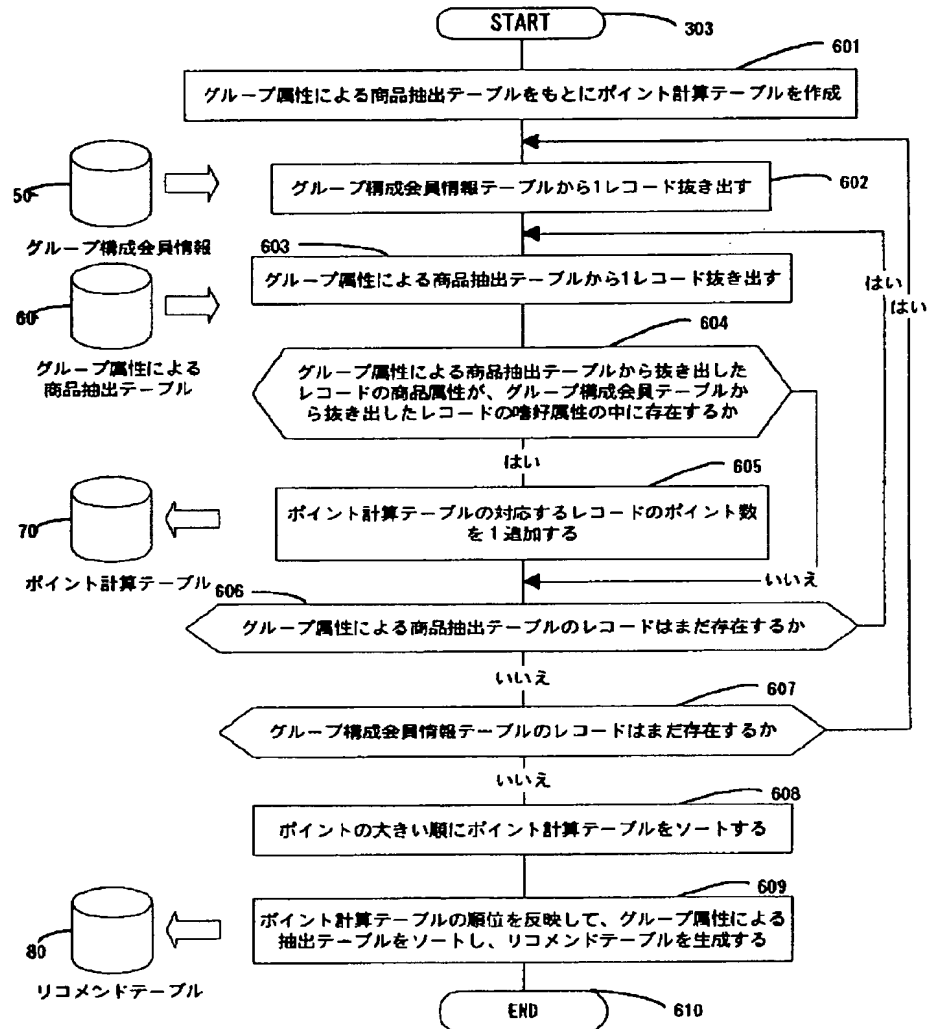 START
303
601
グループ属性による商品抽出テーブルをもとにポイント計算テーブルを作成
50
グループ構成会員情報
グループ構成会員情報テーブルから1レコード抜き出す
602
603
グループ属性による商品抽出テーブルから1レコード抜き出す
はい
はい
60
グループ属性による
商品抽出テーブル
604
グループ属性による商品抽出テーブルから抜き出した
レコードの商品属性が、グループ構成会員テーブルか
ら抜き出したレコードの嗜好属性の中に存在するか
はい
605
ポイント計算テーブルの対応するレコードのポイント数
を1追加する
70
ポイント計算テーブル
いいえ
606
グループ属性による商品抽出テーブルのレコードはまだ存在するか
いいえ
607
グループ構成会員情報テーブルのレコードはまだ存在するか
いいえ
608
ポイントの大きい順にポイント計算テーブルをソートする
609
ポイント計算テーブルの順位を反映して、グループ属性による
抽出テーブルをソートし、リコメンドテーブルを生成する
80
リコメンドテーブル
END
610